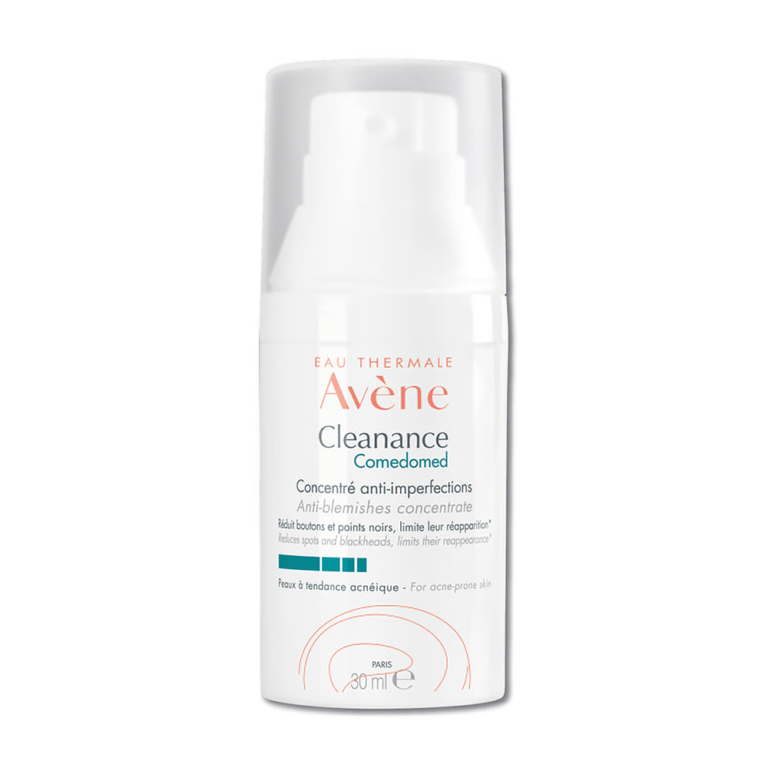 EAU THERMALE
Avène
Cleanance
Comedomed
Concentré anti-imperfections
Anti-blemishes concentrate
Réduit boutons et points noirs, limite leur réapparition*
Reduces spots and blackheads, limits their reappearance*
Peaux à tendance acnéique - For acne-prone skin
PARIS
30 ml ℮